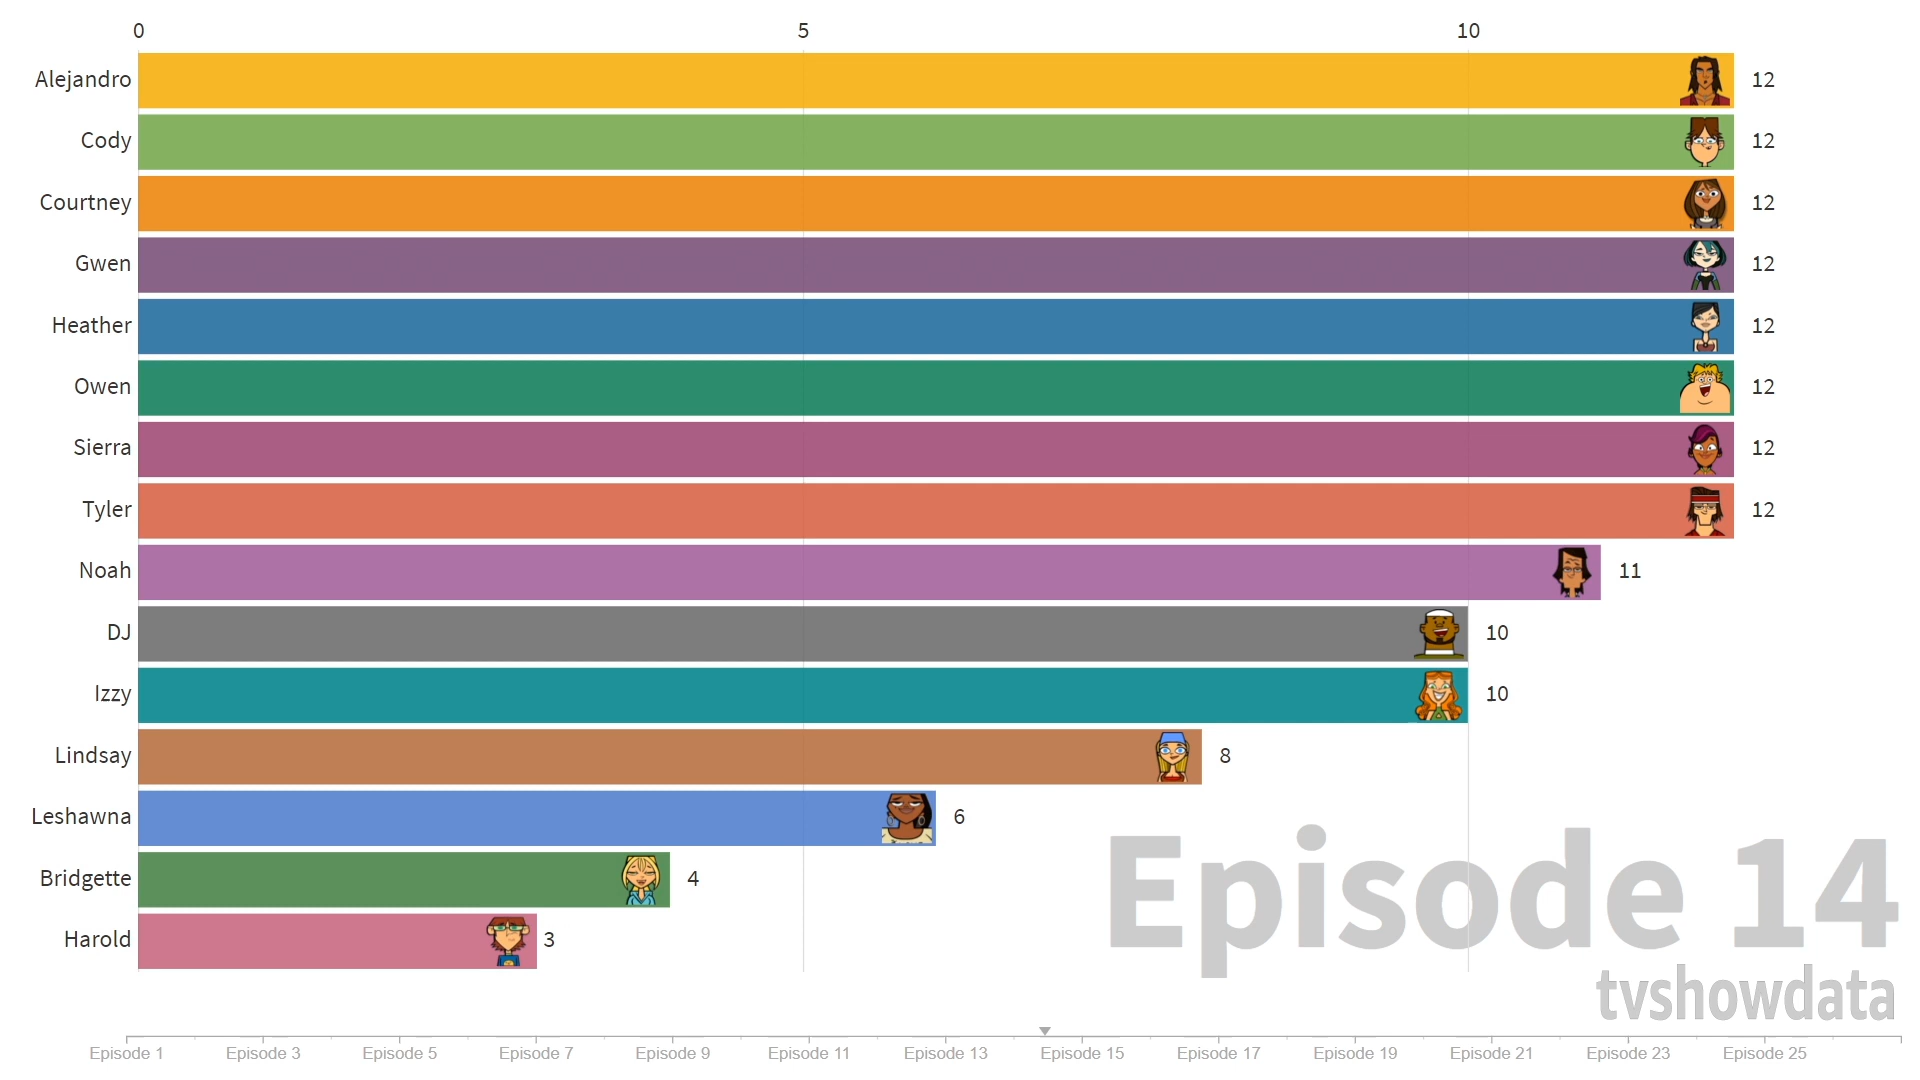 0 5 10
Alejandro 12
Cody 12
Courtney 12
Gwen 12
Heather 12
Owen 12
Sierra 12
Tyler 12
Noah 11
DJ 10
Izzy 10
Lindsay 8
Leshawna 6
Bridgette 4
Harold 3
Episode 14
tvshowdata
Episode 1 Episode 3 Episode 5 Episode 7 Episode 9 Episode 11 Episode 13 Episode 15 Episode 17 Episode 19 Episode 21 Episode 23 Episode 25